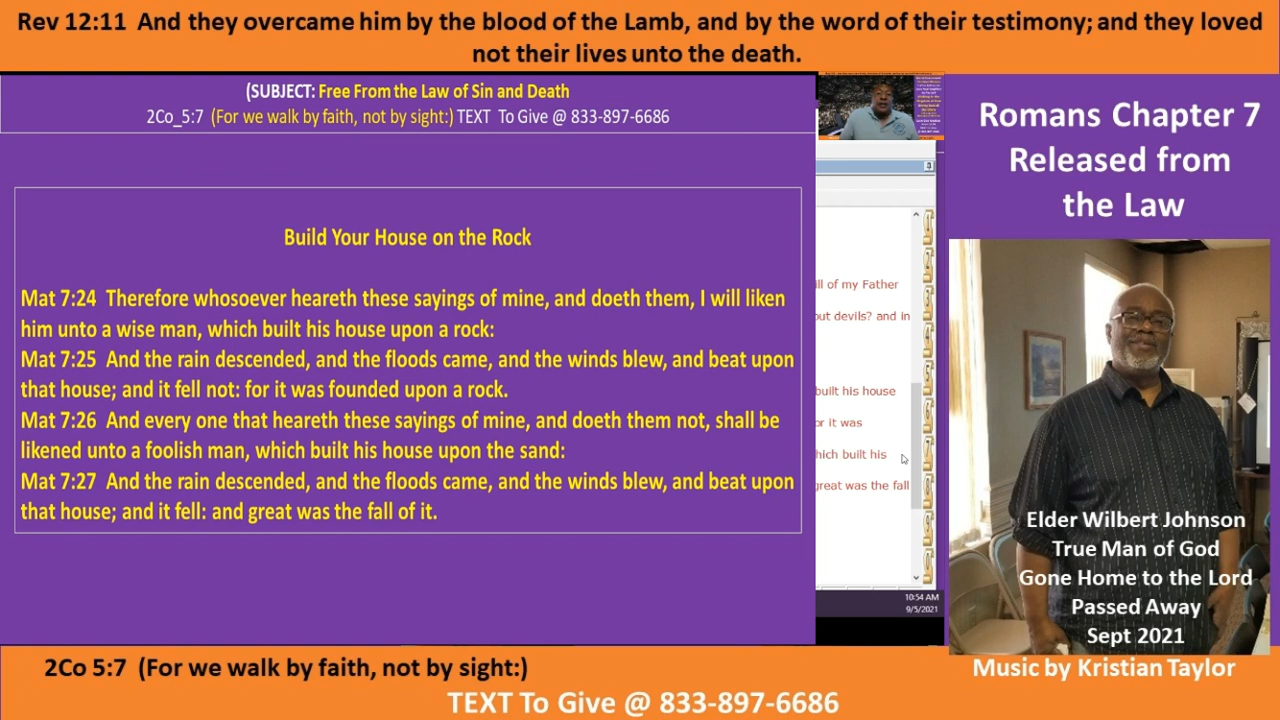 Rev 12:11 And they overcame him by the blood of the Lamb, and by the word of their testimony; and they loved
not their lives unto the death.
(SUBJECT: Free From the Law of Sin and Death
2Co_5:7 (For we walk by faith, not by sight:) TEXT To Give @ 833-897-6686
Build Your House on the Rock
Mat 7:24 Therefore whosoever heareth these sayings of mine, and doeth them, I will liken
him unto a wise man, which built his house upon a rock:
Mat 7:25 And the rain descended, and the floods came, and the winds blew, and beat upon
that house; and it fell not: for it was founded upon a rock.
Mat 7:26 And every one that heareth these sayings of mine, and doeth them not, shall be
likened unto a foolish man, which built his house upon the sand:
Mat 7:27 And the rain descended, and the floods came, and the winds blew, and beat upon
that house; and it fell: and great was the fall of it.
ill of my Father
out devils? and in
built his house
or it was
hich built his
great was the fall
10:54 AM
9/5/2021
Romans Chapter 7
Released from
the Law
Elder Wilbert Johnson
True Man of God
Gone Home to the Lord
Passed Away
Sept 2021
2Co 5:7 (For we walk by faith, not by sight:)
Music by Kristian Taylor
TEXT To Give @ 833-897-6686